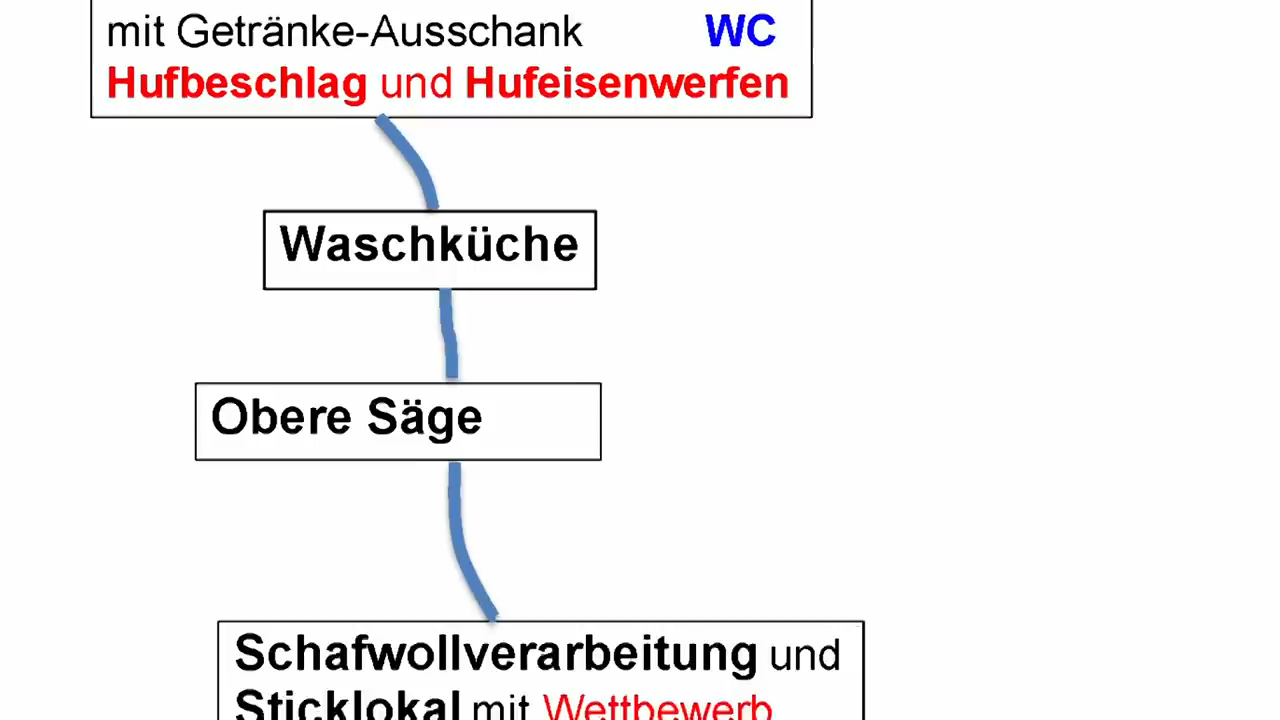 mit Getränke-Ausschank WC
Hufbeschlag und Hufeisenwerfen
Waschküche
Obere Säge
Schafwollverarbeitung und
Sticklokal mit Wettbewerb